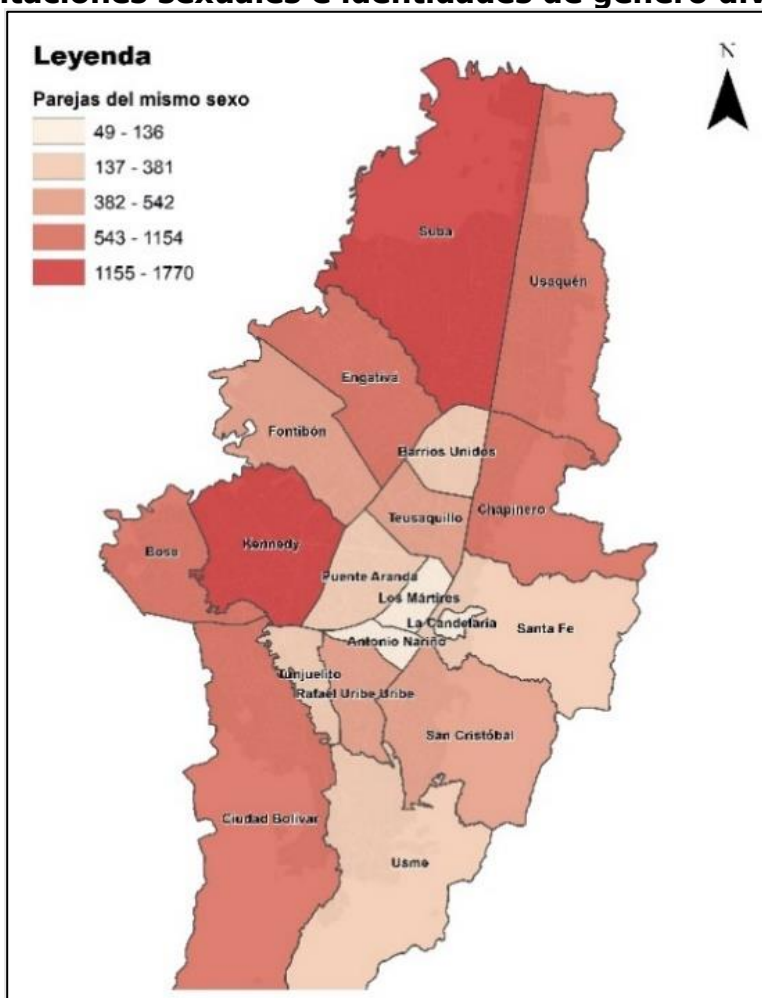 Leyenda
N
Parejas del mismo sexo
49 - 136
137 - 381
382 - 542
543 - 1154
1155 - 1770
Suba
Usaquén
Engativá
Fontibón
Barrios Unidos
Teusaquillo
Chapinero
Bosa
Kennedy
Puente Aranda
Los Mártires
La Candelaria
Santa Fe
Antonio Nariño
Tunjuelito
Rafael Uribe Uribe
San Cristóbal
Ciudad Bolívar
Usme